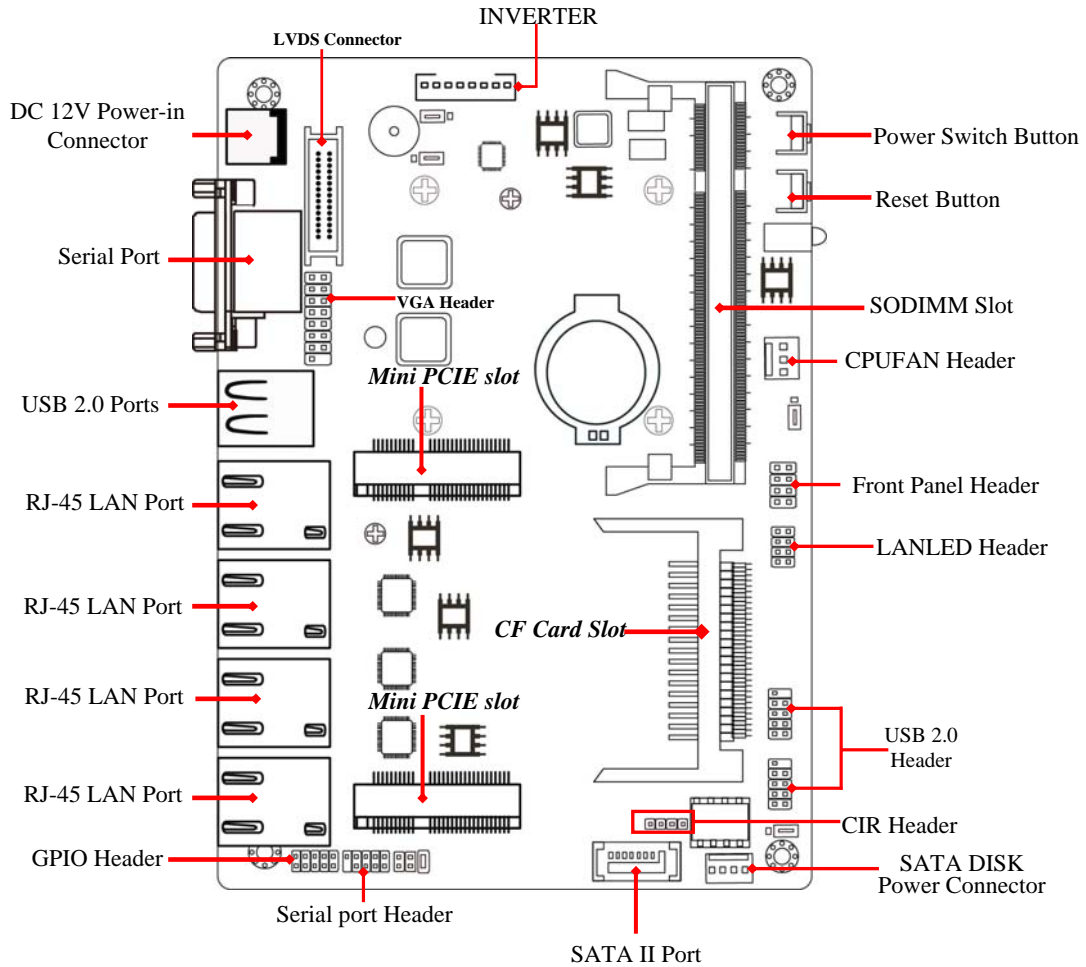 INVERTER
LVDS Connector
DC 12V Power-in
Connector
Power Switch Button
Reset Button
Serial Port
VGA Header
SODIMM Slot
CPUFAN Header
Mini PCIE slot
USB 2.0 Ports
Front Panel Header
RJ-45 LAN Port
LANLED Header
RJ-45 LAN Port
CF Card Slot
RJ-45 LAN Port
Mini PCIE slot
USB 2.0
Header
RJ-45 LAN Port
CIR Header
GPIO Header
SATA DISK
Power Connector
Serial port Header
SATA II Port